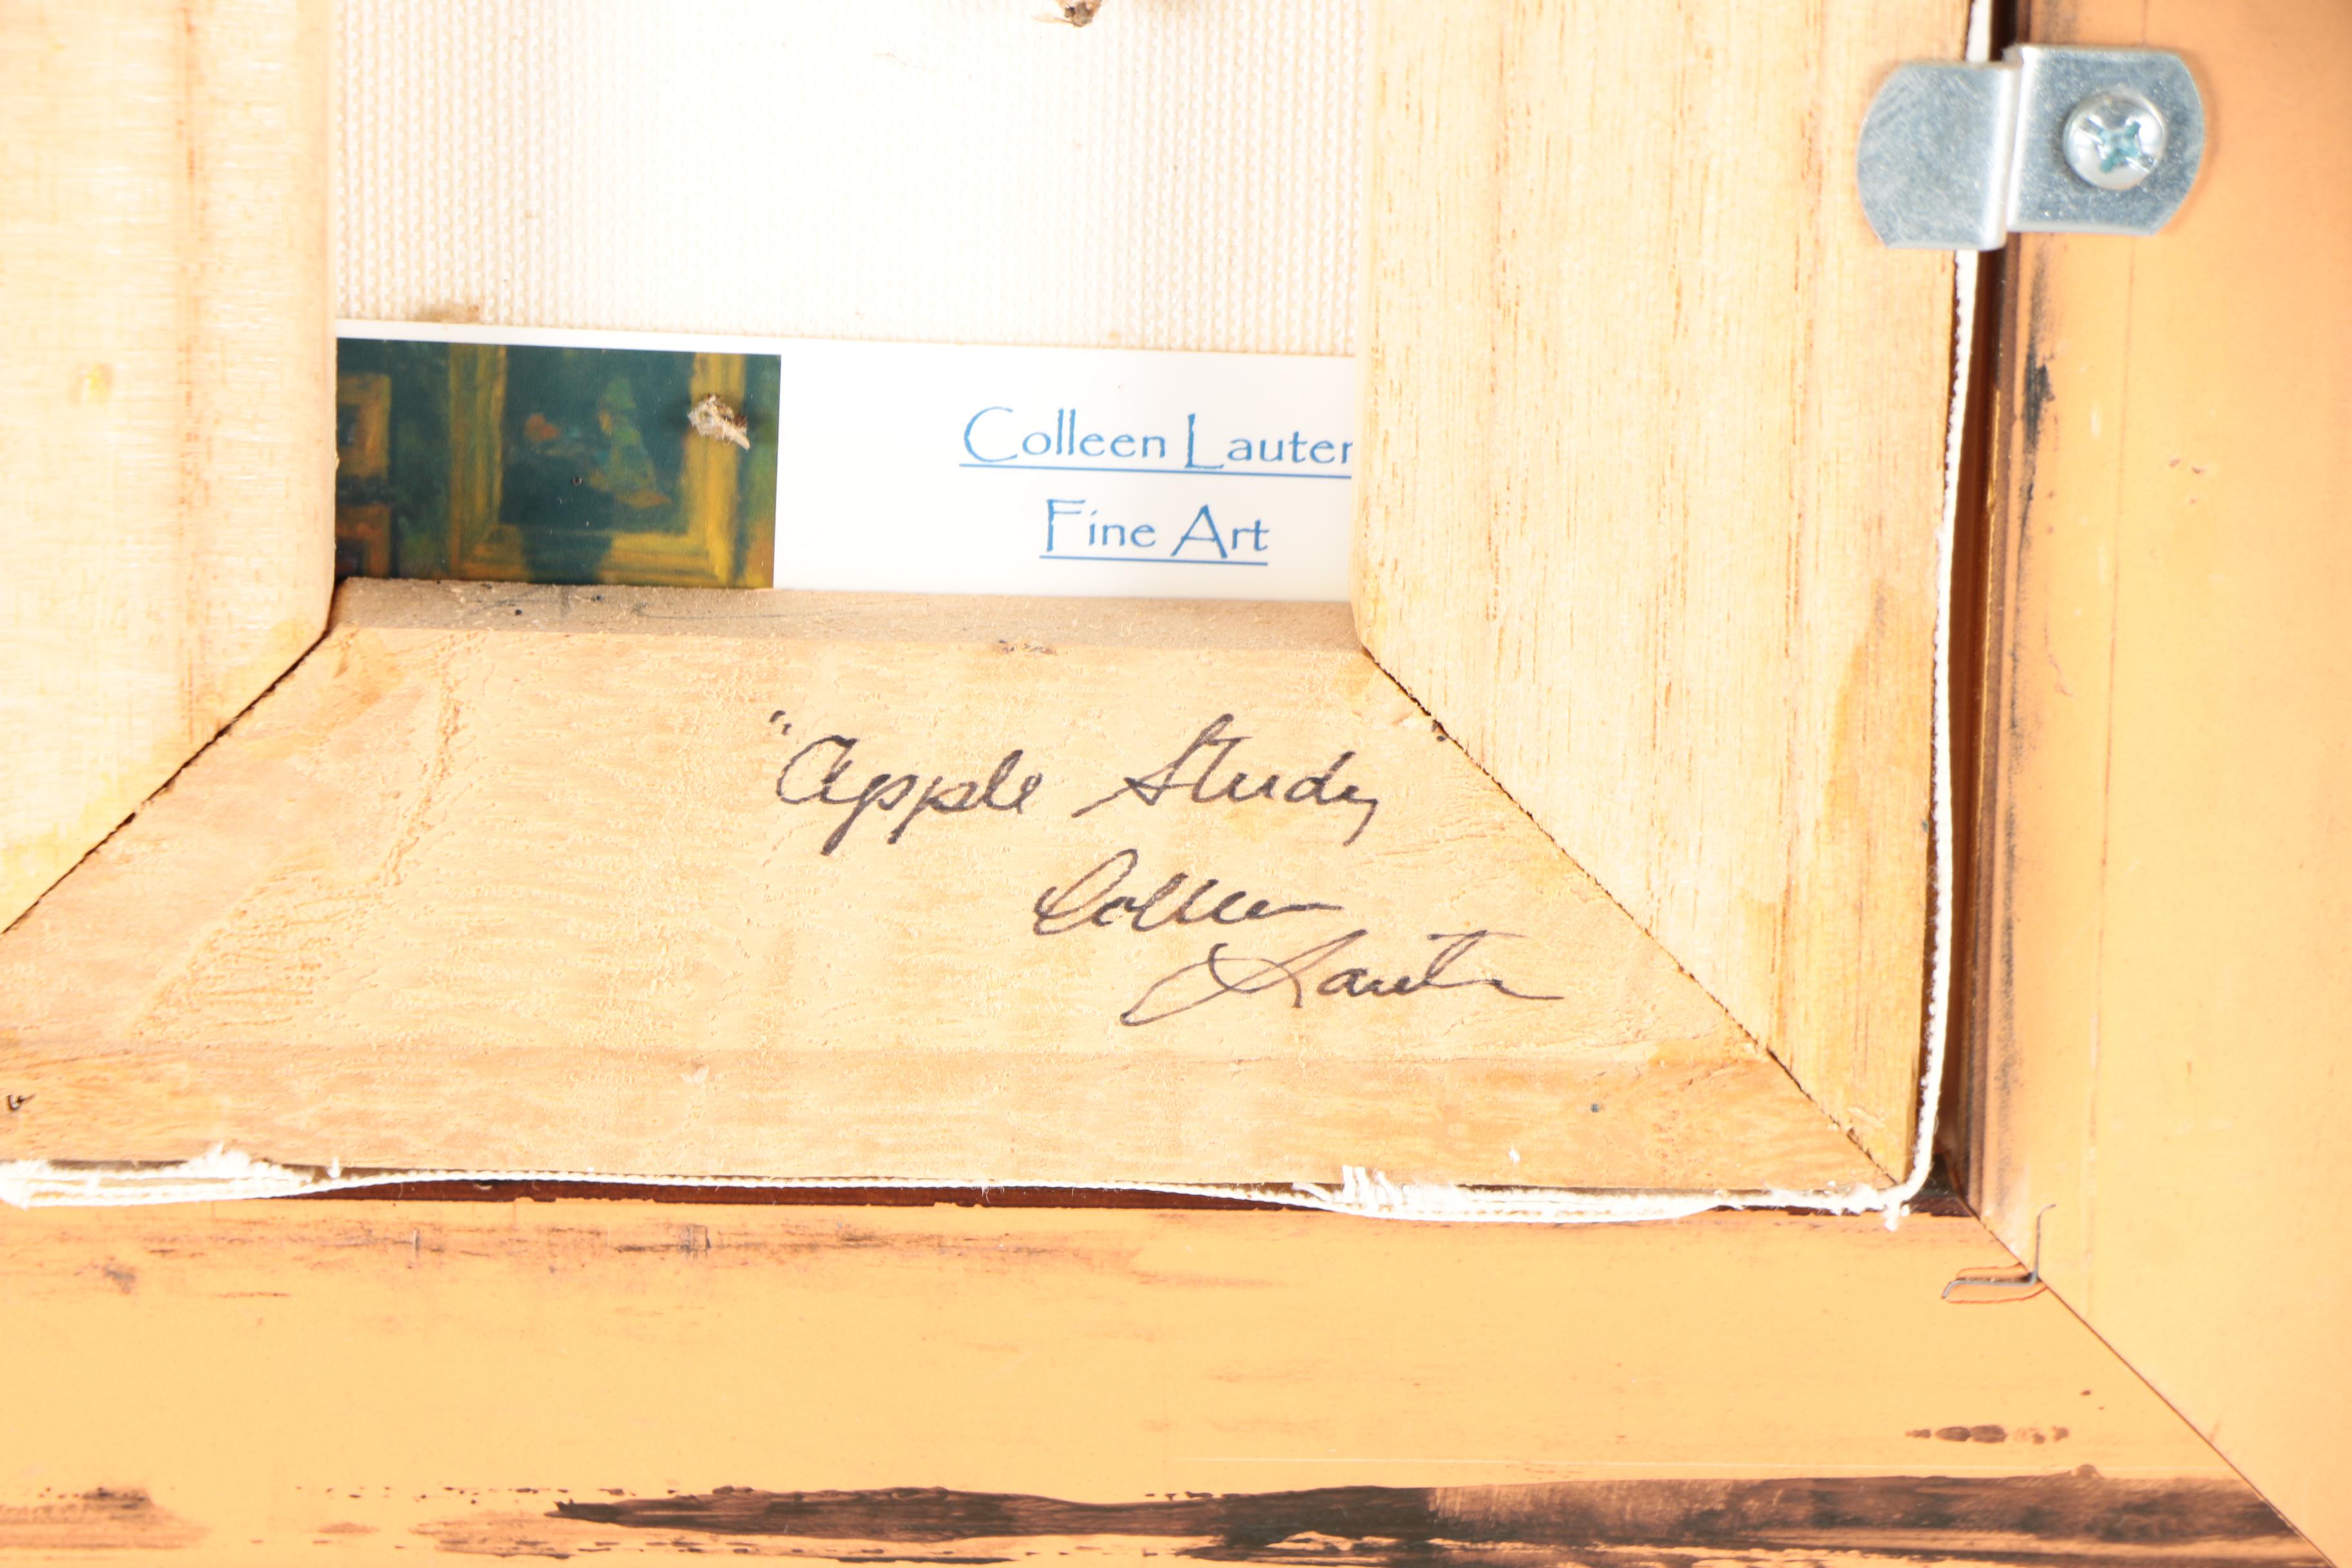 Colleen Lauter
Fine Art
"Apple Study
Colleen
Lauter